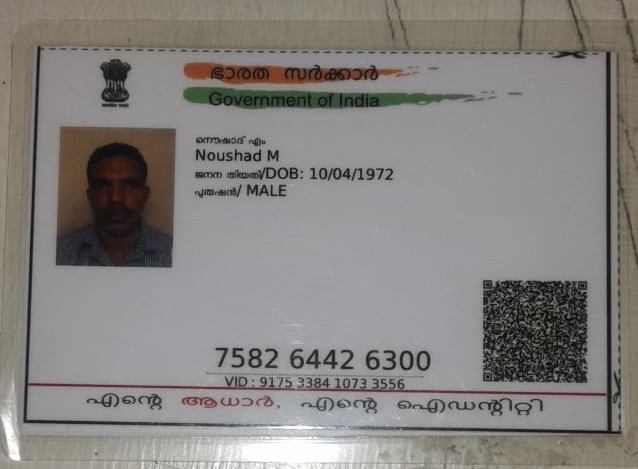 ഭാരത സർക്കാർ
Government of India
നൌഷാദ് എം
Noushad M
ജനന തിയതി/DOB: 10/04/1972
പുരുഷൻ/ MALE
7582 6442 6300
VID : 9175 3384 1073 3556
എന്റെ ആധാർ, എന്റെ ഐഡന്റിറ്റി